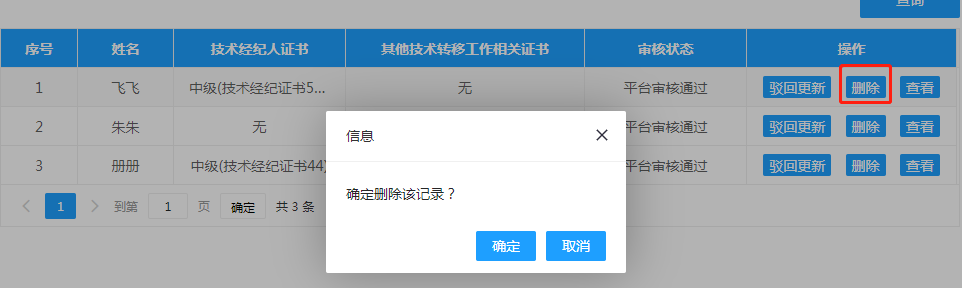 查询
序号 姓名 技术经纪人证书 其他技术转移工作相关证书 审核状态 操作
1 飞飞 中级(技术经纪证书5... 无 平台审核通过 驳回更新 删除 查看
2 朱朱 无 平台审核通过 驳回更新 删除 查看
3 册册 中级(技术经纪证书44) 平台审核通过 驳回更新 删除 查看
1 到第 1 页 确定 共 3 条
信息
确定删除该记录？
确定 取消